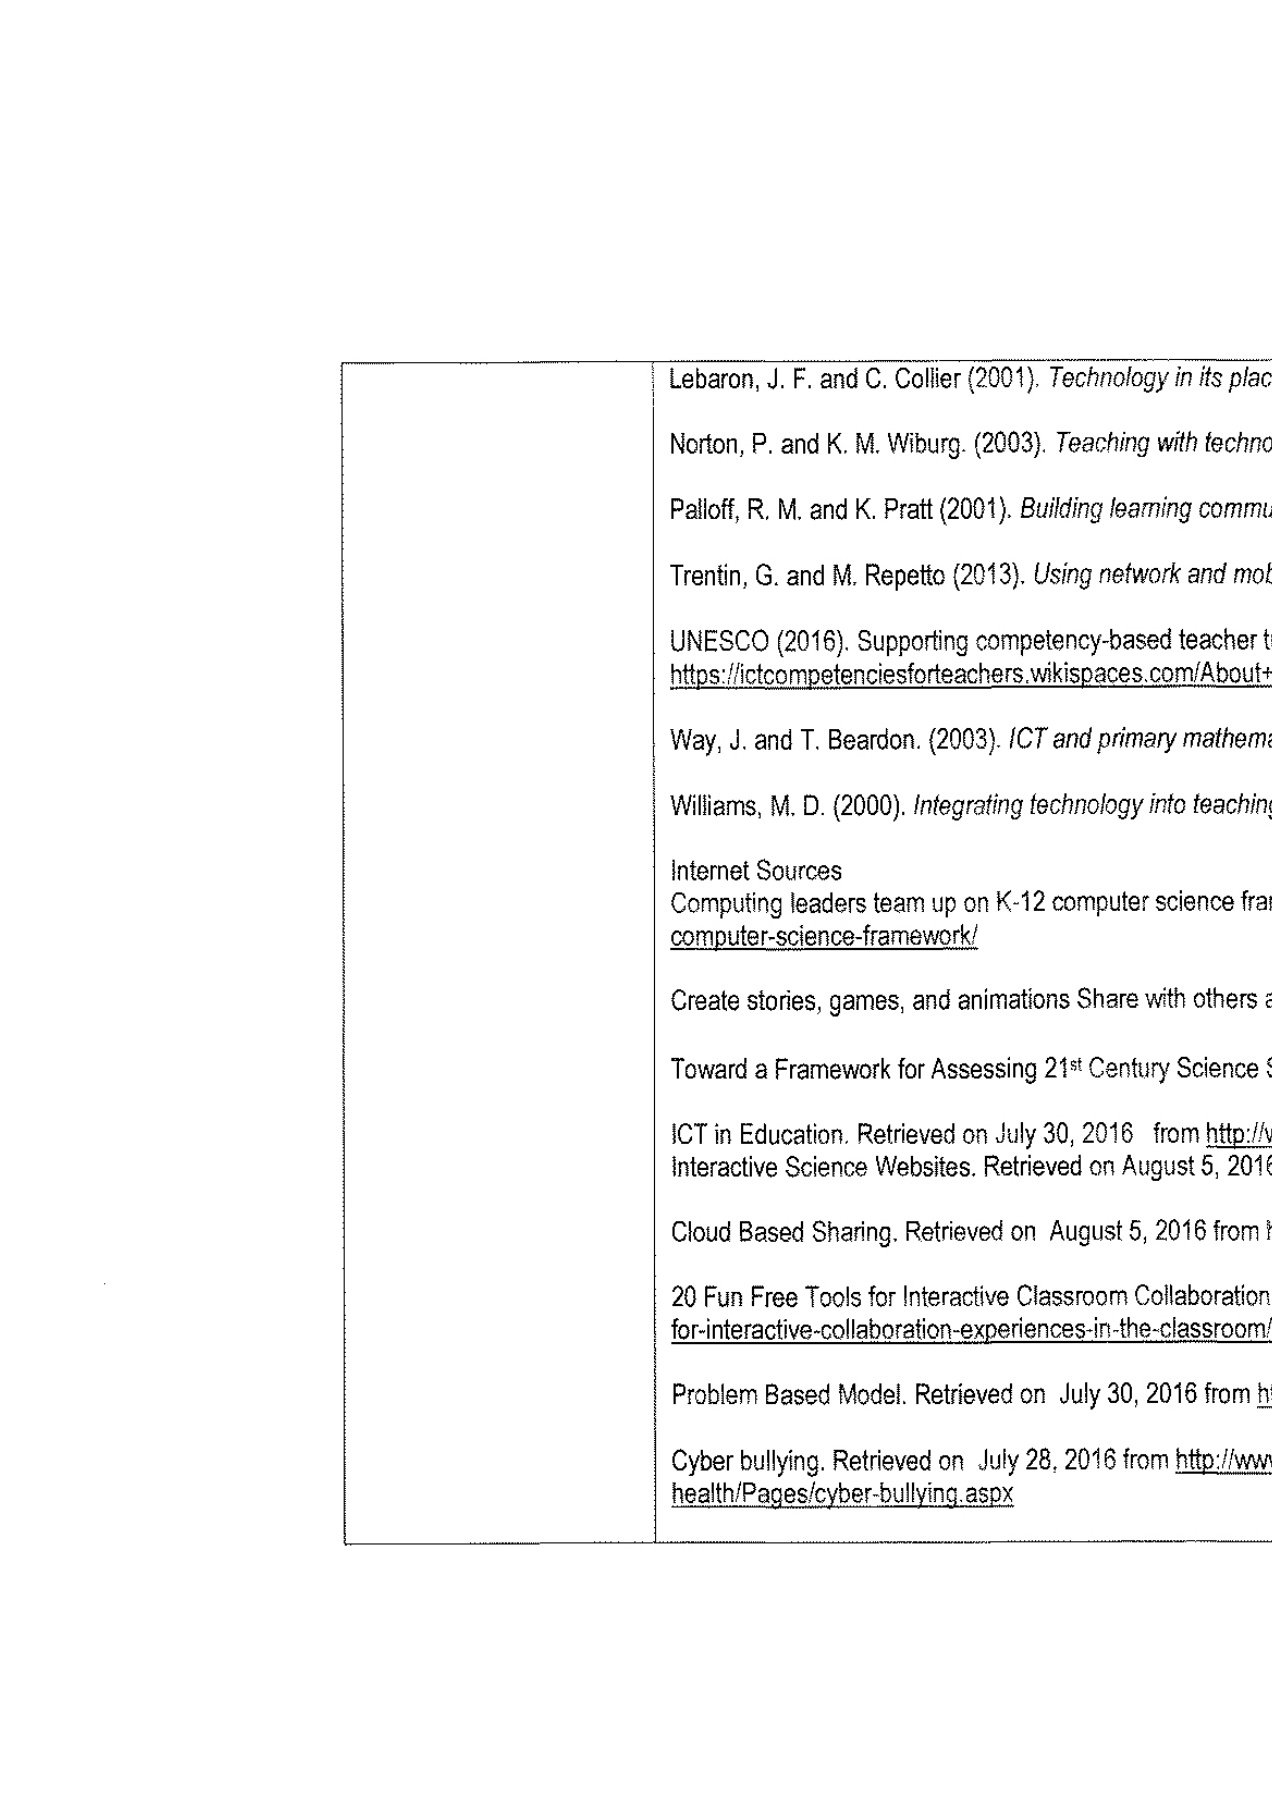 Lebaron, J. F. and C. Collier (2001). Technology in its plac
Norton, P. and K. M. Wiburg. (2003). Teaching with techno
Palloff, R. M. and K. Pratt (2001). Building learning commu
Trentin, G. and M. Repetto (2013). Using network and mob
UNESCO (2016). Supporting competency-based teacher t
https://ictcompetenciesforteachers.wikispaces.com/About+
Way, J. and T. Beardon. (2003). ICT and primary mathema
Williams, M. D. (2000). Integrating technology into teaching
Internet Sources
Computing leaders team up on K-12 computer science fra
computer-science-framework/
Create stories, games, and animations Share with others a
Toward a Framework for Assessing 21st Century Science S
ICT in Education. Retrieved on July 30, 2016 from http://
Interactive Science Websites. Retrieved on August 5, 2016
Cloud Based Sharing. Retrieved on August 5, 2016 from h
20 Fun Free Tools for Interactive Classroom Collaboration
for-interactive-collaboration-experiences-in-the-classroom/
Problem Based Model. Retrieved on July 30, 2016 from h
Cyber bullying. Retrieved on July 28, 2016 from http://ww
health/Pages/cyber-bullying.aspx